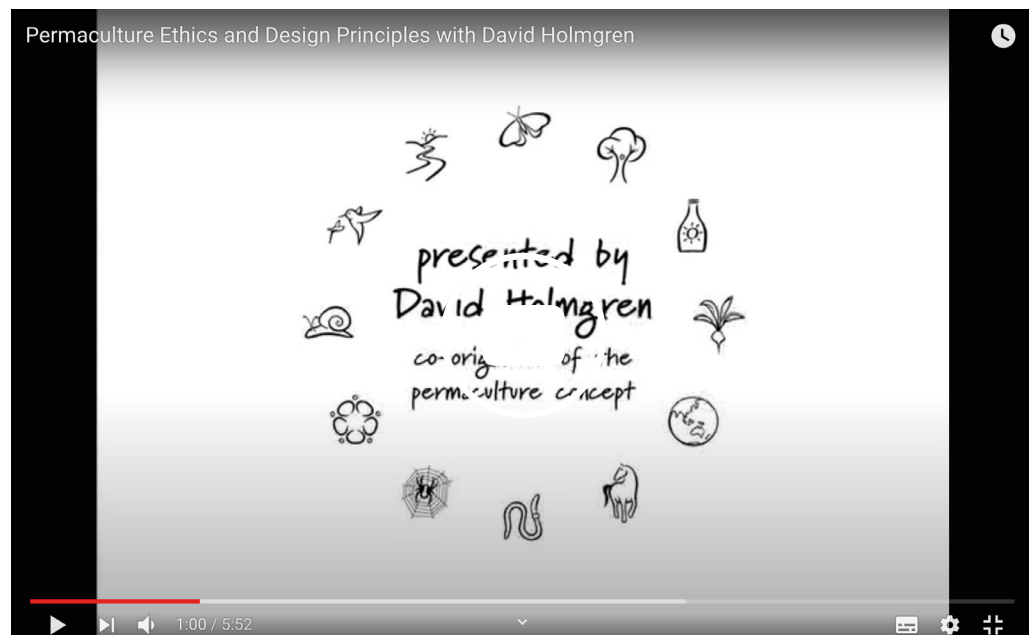 Permaculture Ethics and Design Principles with David Holmgren
presented by
David Holmgren
of the
permaculture concept
1:00 / 5:52